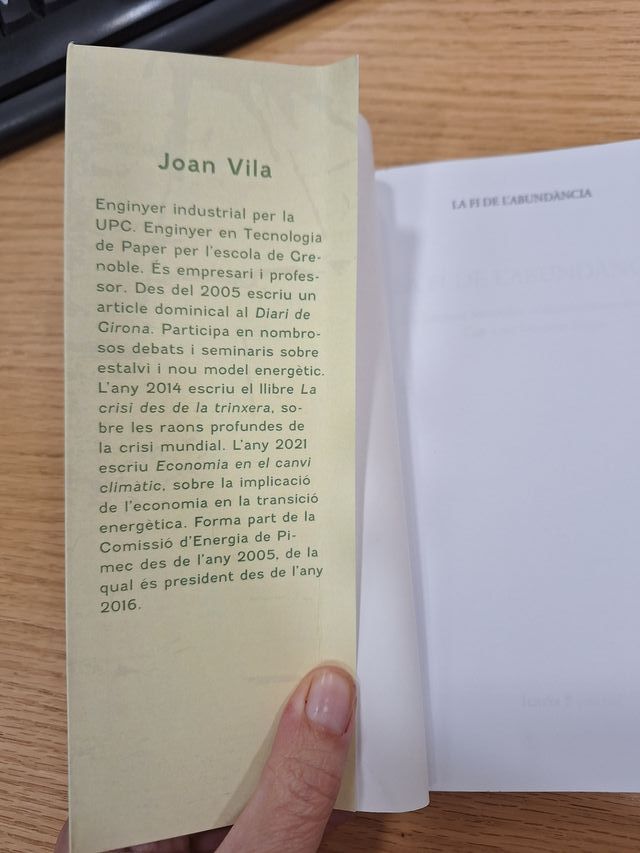 Joan Vila
Enginyer industrial per la
UPC. Enginyer en Tecnologia
de Paper per l'escola de Gre-
noble. És empresari i profes-
sor. Des del 2005 escriu un
article dominical al Diari de
Girona. Participa en nombro-
sos debats i seminaris sobre
estalvi i nou model energètic.
L'any 2014 escriu el llibre La
crisi des de la trinxera, so-
bre les raons profundes de
la crisi mundial. L'any 2021
escriu Economia en el canvi
climàtic, sobre la implicació
de l'economia en la transició
energètica. Forma part de la
Comissió d'Energia de Pi-
mec des de l'any 2005, de la
qual és president des de l'any
2016.
LA FI DE L'ABUNDÀNCIA